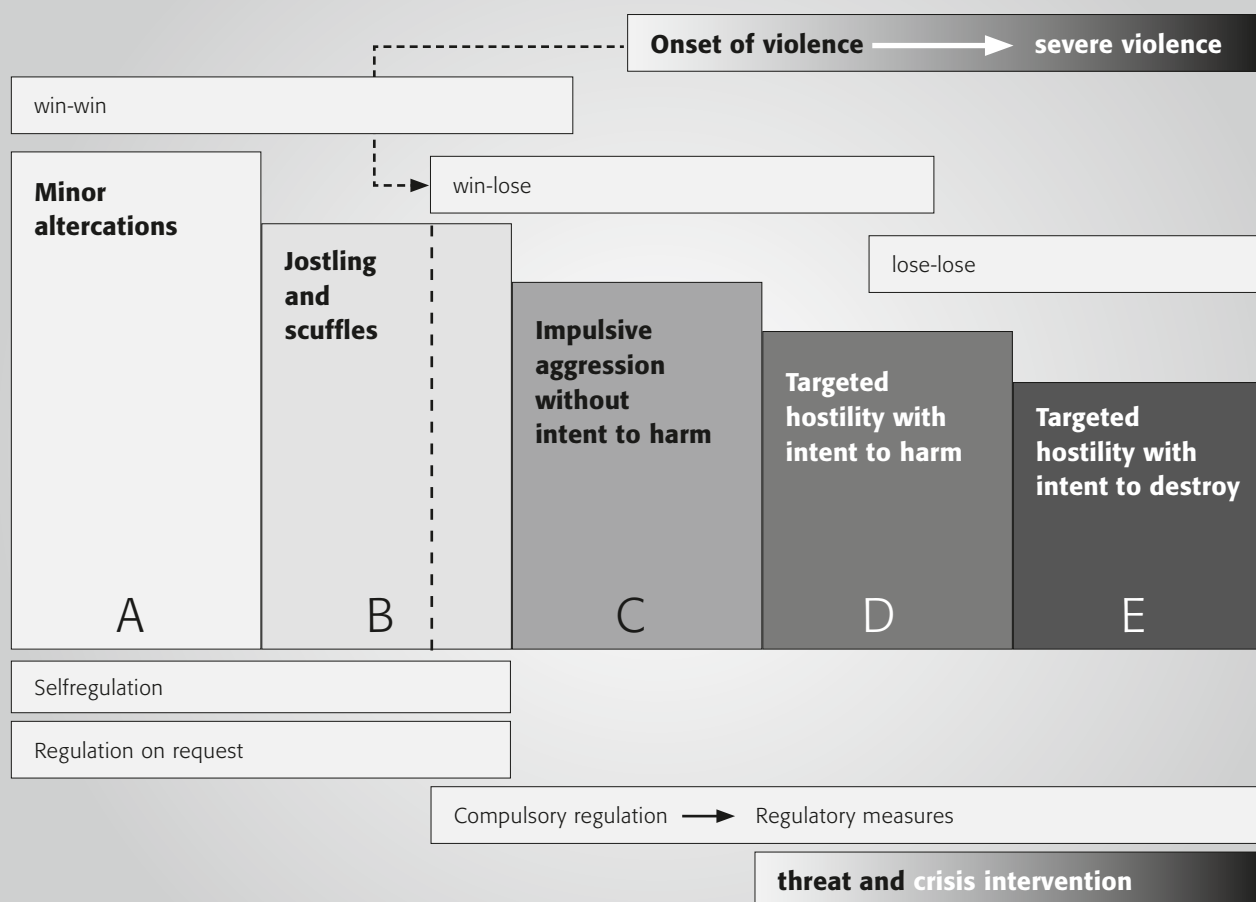 Onset of violence severe violence
win-win
win-lose
lose-lose
Minor
altercations
Jostling
and
scuffles
Impulsive
aggression
without
intent to harm
Targeted
hostility with
intent to harm
Targeted
hostility with
intent to destroy
A
B
C
D
E
Selfregulation
Regulation on request
Compulsory regulation Regulatory measures
threat and crisis intervention